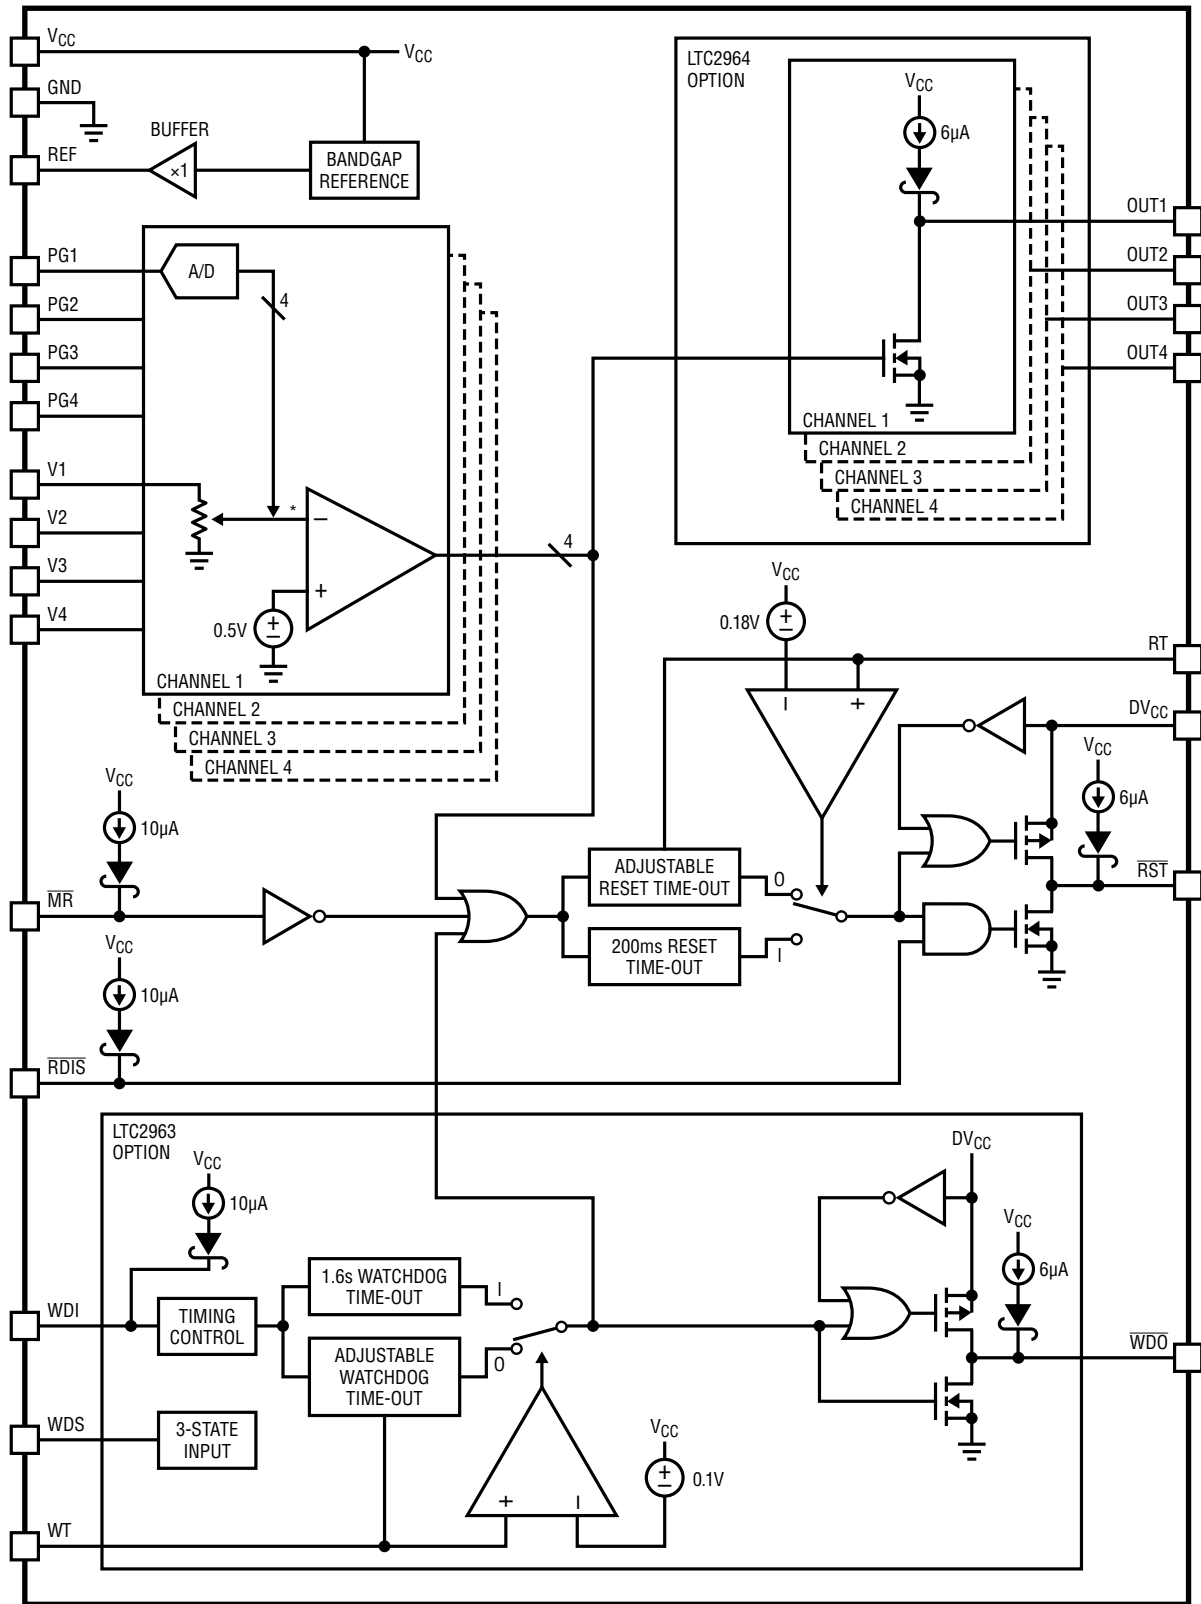 VCC
VCC
GND
BUFFER
REF
×1
BANDGAP
REFERENCE
LTC2964
OPTION
VCC
6µA
OUT1
OUT2
OUT3
OUT4
CHANNEL 1
CHANNEL 2
CHANNEL 3
CHANNEL 4
PG1
A/D
4
PG2
PG3
PG4
V1
*
−
V2
V3
+
V4
0.5V
+
−
4
CHANNEL 1
CHANNEL 2
CHANNEL 3
CHANNEL 4
VCC
0.18V
+
−
RT
−
+
DVCC
VCC
6µA
VCC
10µA
MR
ADJUSTABLE
RESET TIME-OUT
0
RST
200ms RESET
TIME-OUT
1
VCC
10µA
RDIS
LTC2963
OPTION
VCC
10µA
DVCC
VCC
6µA
1.6s WATCHDOG
TIME-OUT
1
WDI
TIMING
CONTROL
ADJUSTABLE
WATCHDOG
TIME-OUT
0
WDO
WDS
3-STATE
INPUT
VCC
+
−
0.1V
+
−
WT